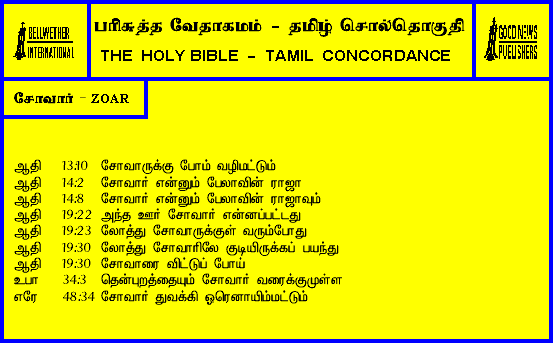 BELLWETHER INTERNATIONAL
பரிசுத்த வேதாகமம் - தமிழ் சொல்தொகுதி
THE HOLY BIBLE - TAMIL CONCORDANCE
GOOD NEWS PUBLISHERS
சோவார் - ZOAR
ஆதி 13:10 சோவாருக்கு போம் வழிமட்டும்
ஆதி 14:2 சோவார் என்னும் பேலாவின் ராஜா
ஆதி 14:8 சோவார் என்னும் பேலாவின் ராஜாவும்
ஆதி 19:22 அந்த ஊர் சோவார் என்னப்பட்டது
ஆதி 19:23 லோத்து சோவாருக்குள் வரும்போது
ஆதி 19:30 லோத்து சோவாரிலே குடியிருக்கப் பயந்து
ஆதி 19:30 சோவாரை விட்டுப் போய்
உபா 34:3 தென்புறத்தையும் சோவார் வரைக்குமுள்ள
எரே 48:34 சோவார் துவக்கி ஒரொனாயிம்மட்டும்